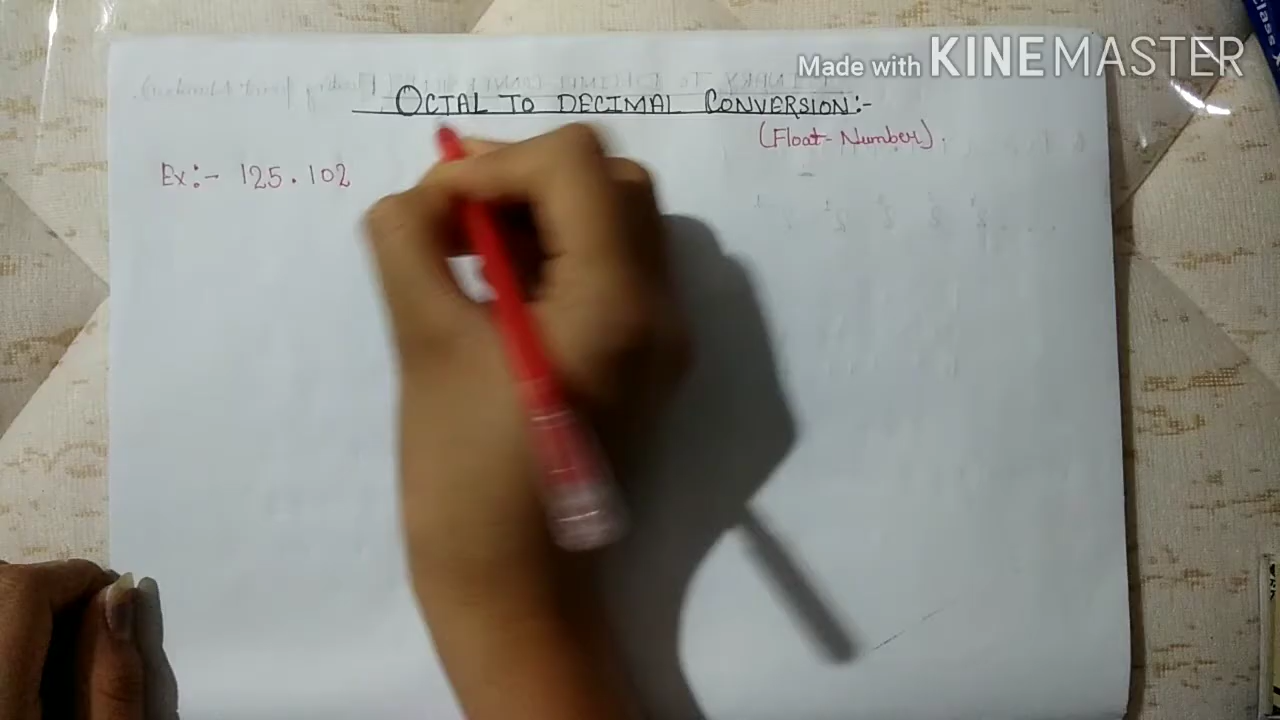 Made with KINEMASTER
OCTAL TO DECIMAL CONVERSION:-
(Float-Number).
Ex:- 125.102